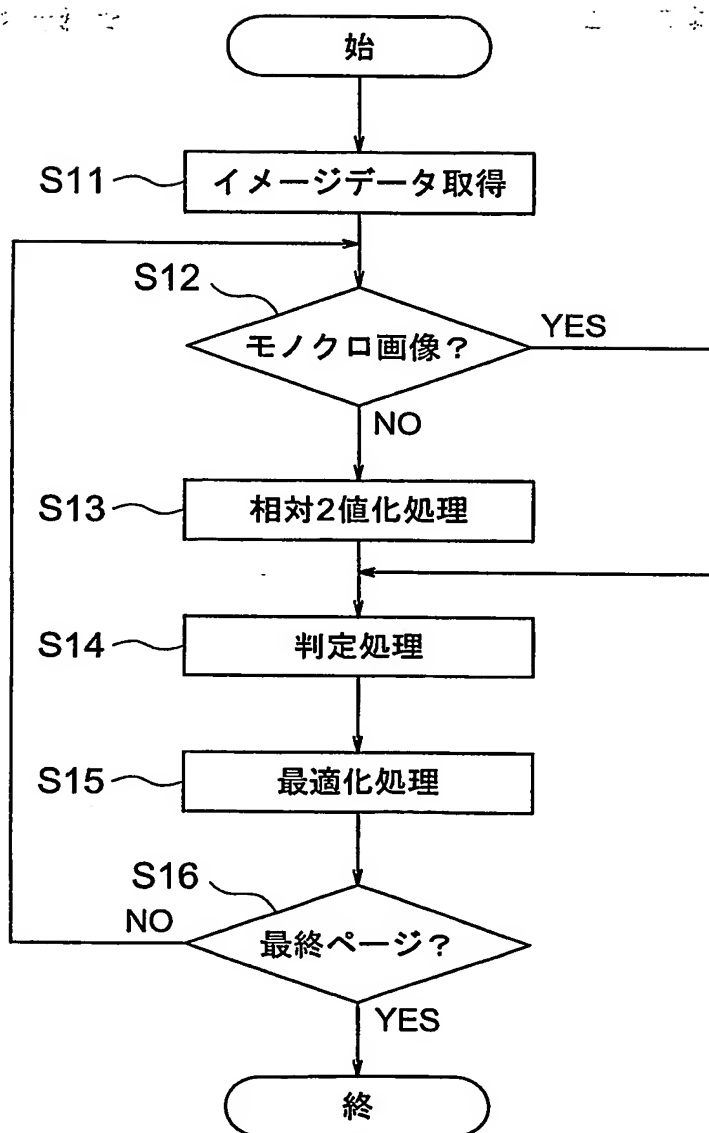 始
S11 イメージデータ取得
S12
モノクロ画像？ YES
NO
S13 相対2値化処理
S14 判定処理
S15 最適化処理
S16
NO 最終ページ？
YES
終